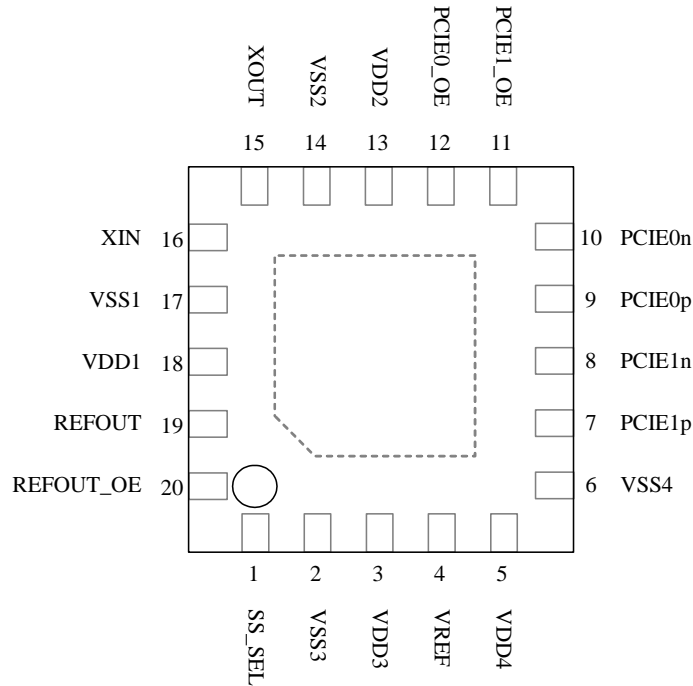 XOUT
VSS2
VDD2
PCIE0_OE
PCIE1_OE
15 14 13 12 11
XIN 16 10 PCIE0n
VSS1 17 9 PCIE0p
VDD1 18 8 PCIE1n
REFOUT 19 7 PCIE1p
REFOUT_OE 20 6 VSS4
1 2 3 4 5
SS_SEL
VSS3
VDD3
VREF
VDD4